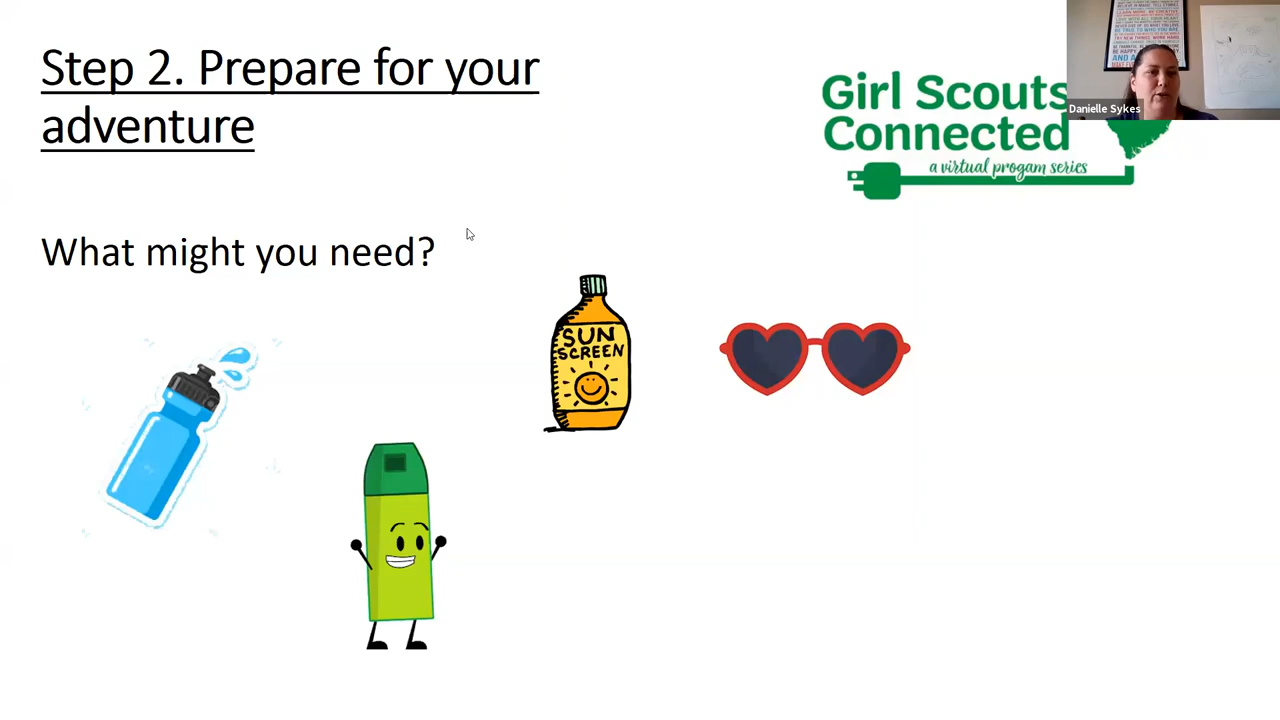 Step 2. Prepare for your
adventure
Girl Scouts
Connected
a virtual progam series
Danielle Sykes
What might you need?
SUN
SCREEN